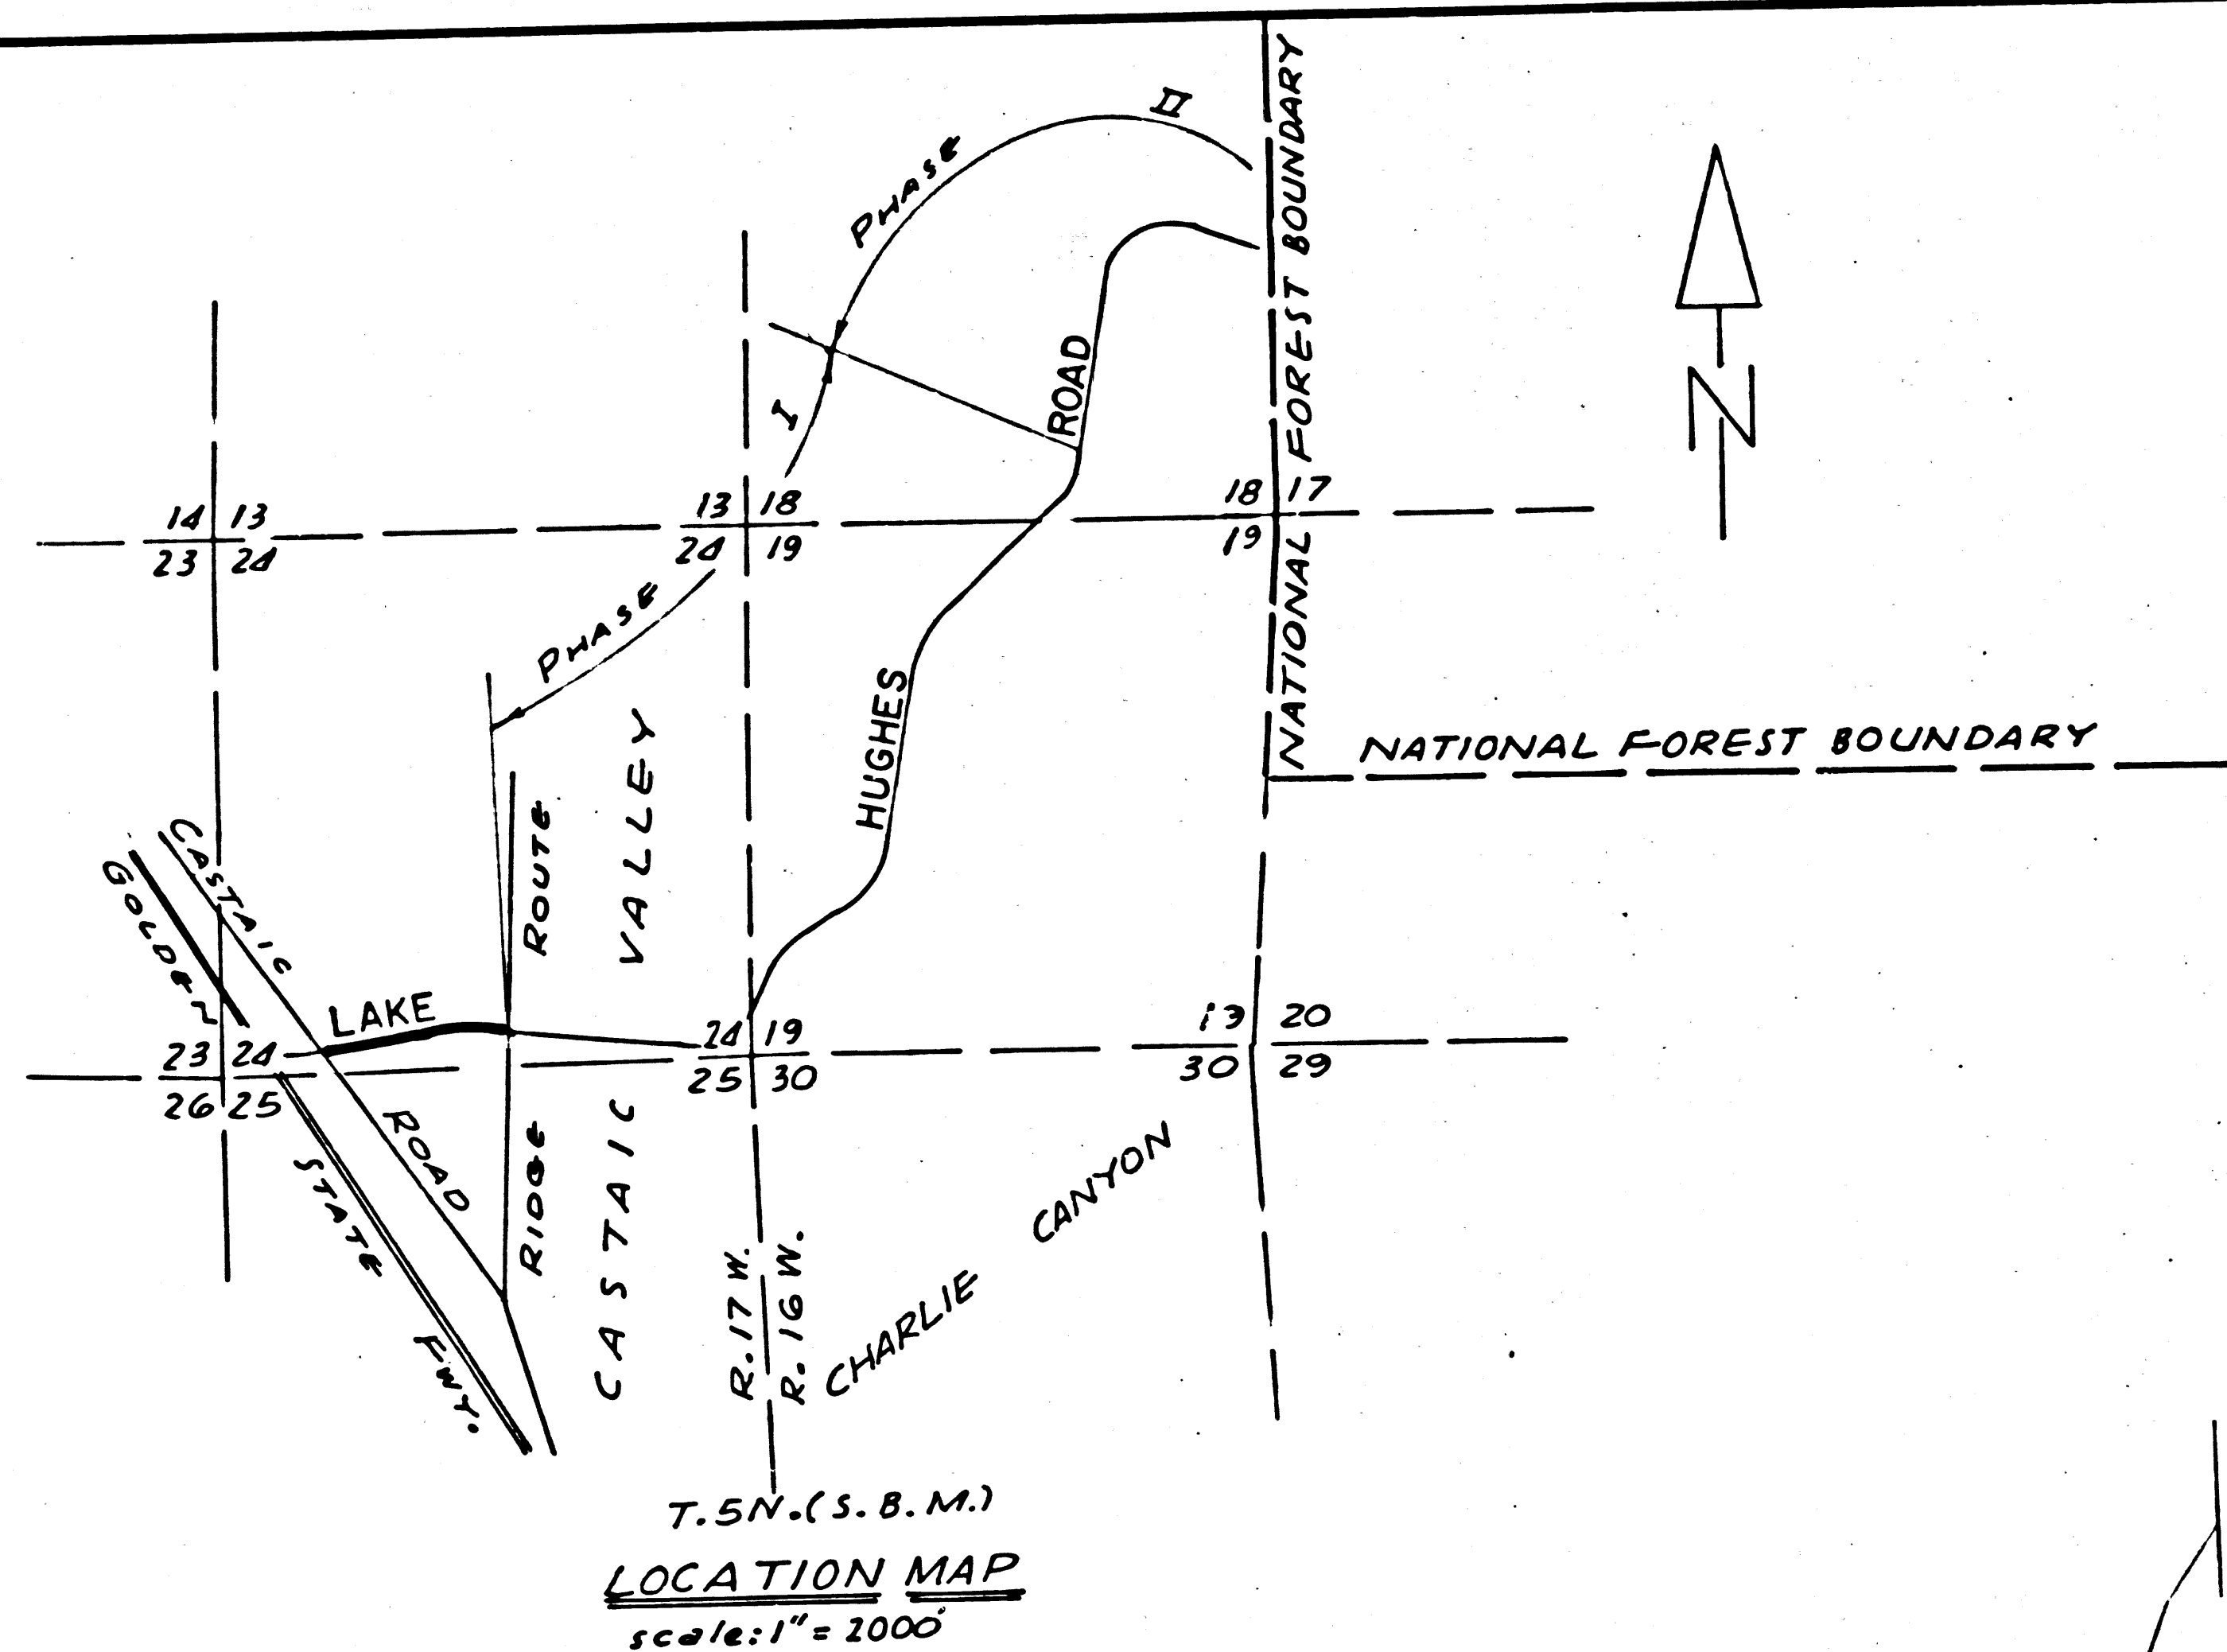 PHASE II
NATIONAL FOREST BOUNDARY
N
PHASE I
LAKE HUGHES ROAD
14 13
23 24
13 18
24 19
18 17
19
NATIONAL FOREST BOUNDARY
CASTAIC ROAD
GOLDEN STATE FWY.
RIDGE ROUTE
CASTAIC VALLEY
23 24
26 25
24 19
25 30
19 20
30 29
R. 17 W.
R. 16 W.
CHARLIE CANYON
T. 5N. (S. B. M.)
LOCATION MAP
scale: 1" = 2000'